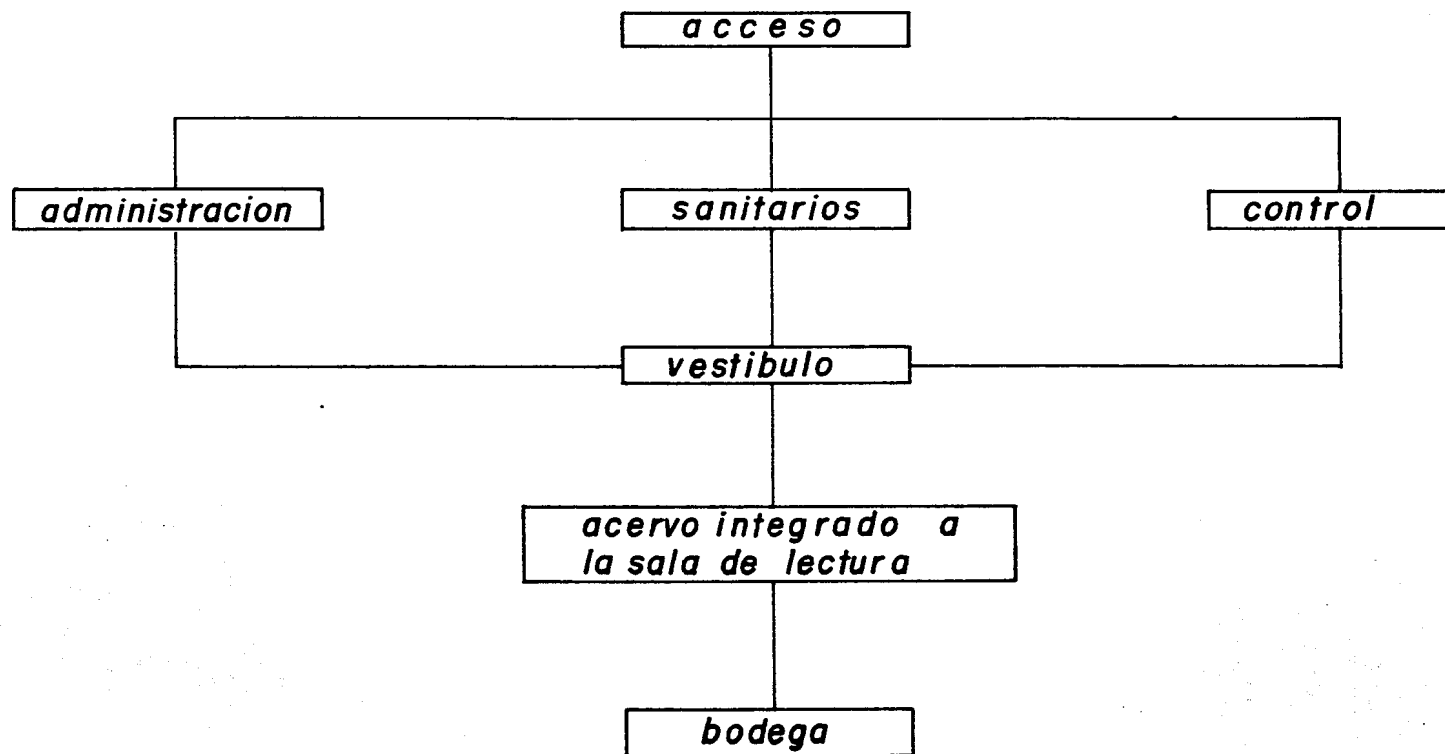 acceso
administracion
sanitarios
control
vestibulo
acervo integrado a
la sala de lectura
bodega